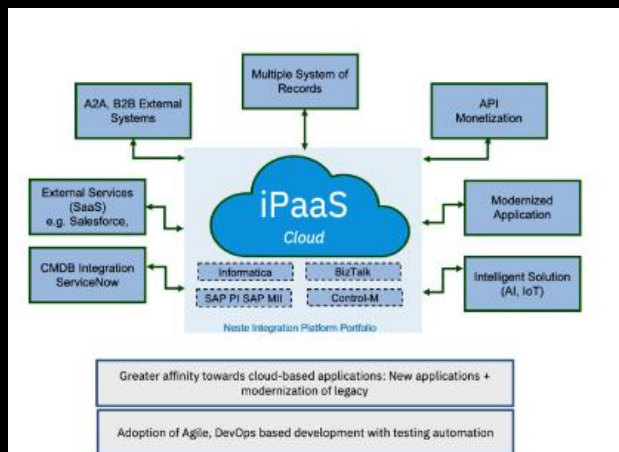 Multiple System of
Records
A2A, B2B External
Systems
API
Monetization
External Services
(SaaS)
e.g. Salesforce,
iPaaS
Cloud
Modernized
Application
CMDB Integration
ServiceNow
Informatica
BizTalk
Intelligent Solution
(AI, IoT)
SAP PI SAP MII
Control-M
Neste Integration Platform Portfolio
Greater affinity towards cloud-based applications: New applications +
modernization of legacy
Adoption of Agile, DevOps based development with testing automation